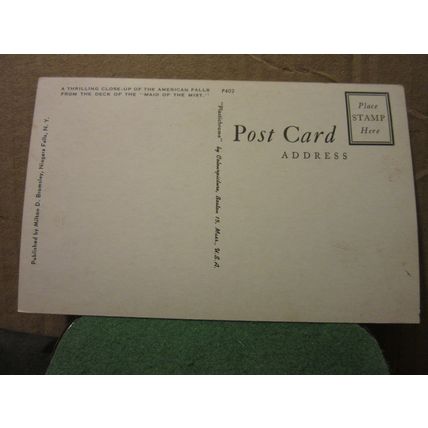 A THRILLING CLOSE-UP OF THE AMERICAN FALLS
FROM THE DECK OF THE "MAID OF THE MIST."
P402
Published by Milton D. Bromley, Niagara Falls, N. Y.
"Plastichrome" by Colourpicture, Boston 15, Mass., U.S.A.
Post Card
ADDRESS
Place
STAMP
Here